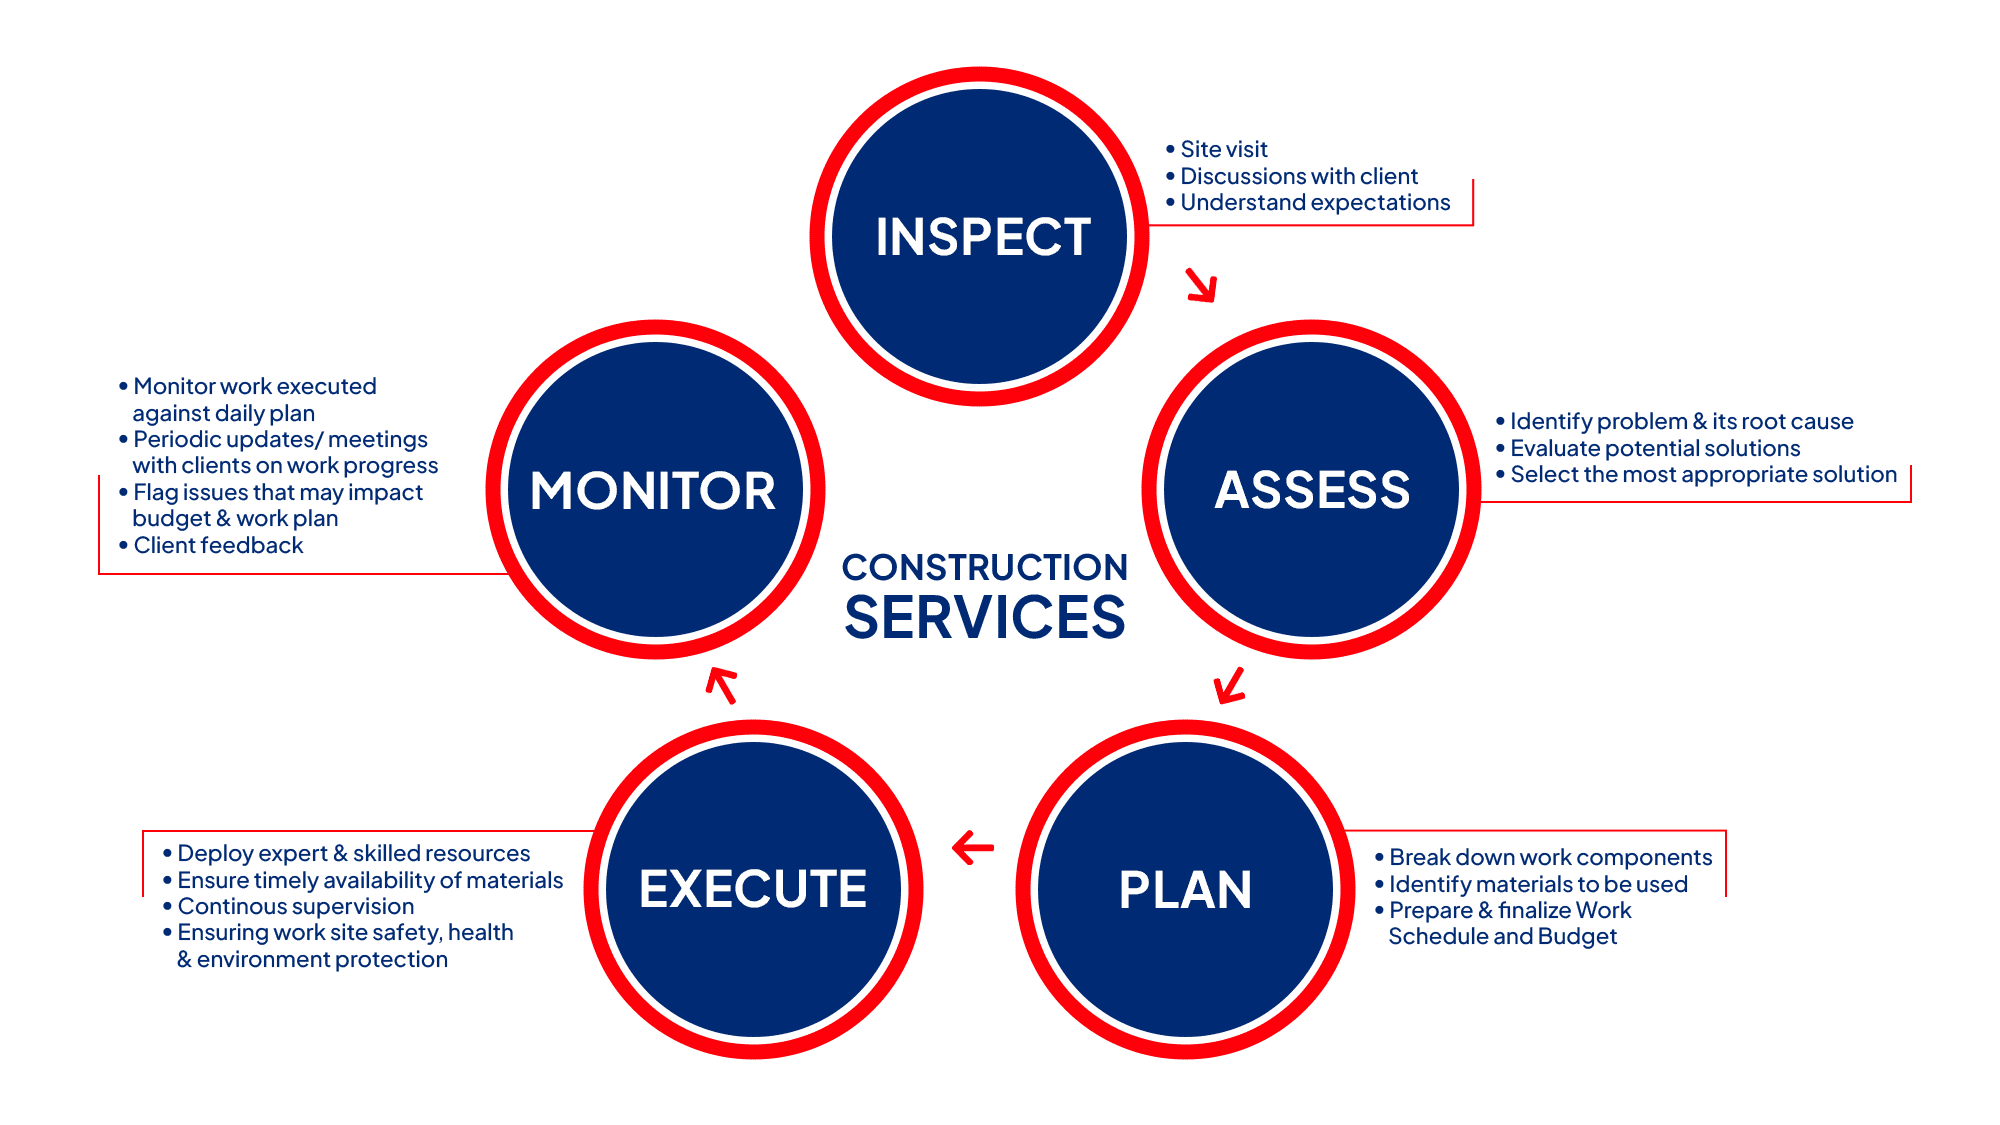 INSPECT
• Site visit
• Discussions with client
• Understand expectations
ASSESS
• Identify problem & its root cause
• Evaluate potential solutions
• Select the most appropriate solution
PLAN
• Break down work components
• Identify materials to be used
• Prepare & finalize Work
Schedule and Budget
EXECUTE
• Deploy expert & skilled resources
• Ensure timely availability of materials
• Continous supervision
• Ensuring work site safety, health
& environment protection
MONITOR
• Monitor work executed
against daily plan
• Periodic updates/ meetings
with clients on work progress
• Flag issues that may impact
budget & work plan
• Client feedback
CONSTRUCTION
SERVICES